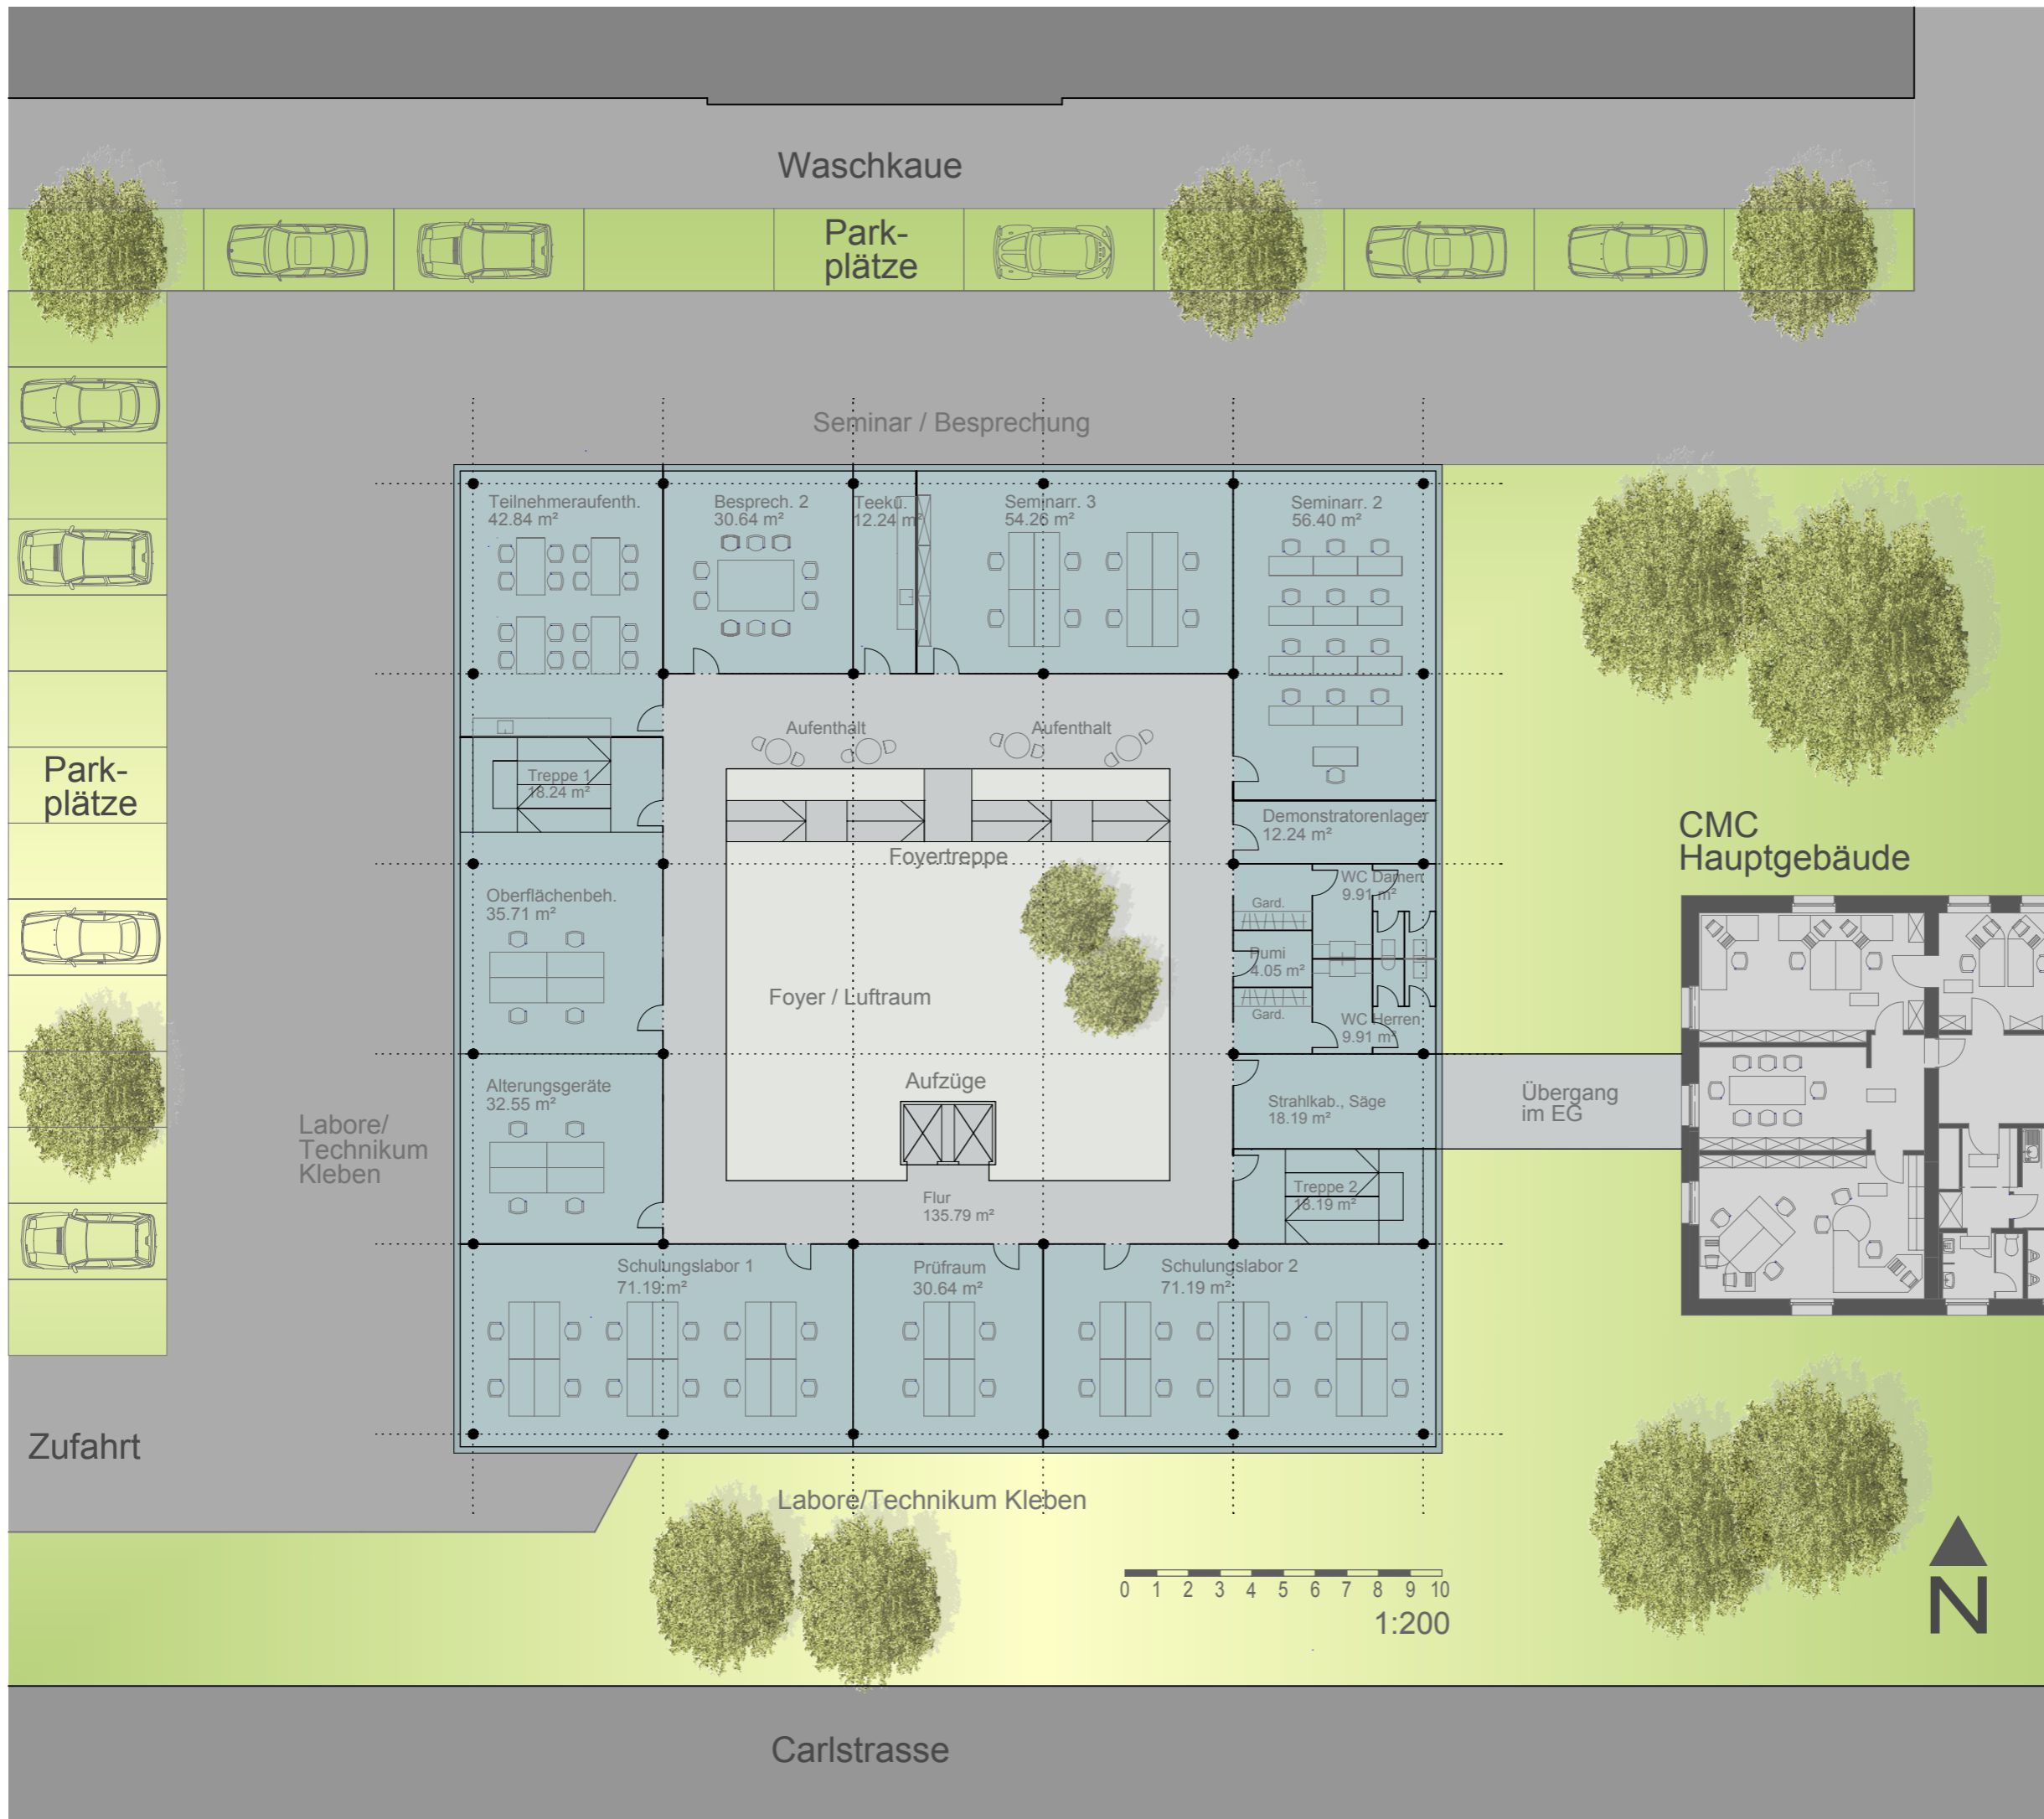 Waschkaue
Park-
plätze
Seminar / Besprechung
Teilnehmeraufenth.
42.84 m²
Besprech. 2
30.64 m²
Teekü.
12.24 m²
Seminarr. 3
54.26 m²
Seminarr. 2
56.40 m²
Aufenthalt
Aufenthalt
Treppe 1
18.24 m²
Park-
plätze
Demonstratorenlager
12.24 m²
CMC
Hauptgebäude
Foyertreppe
Oberflächenbeh.
35.71 m²
WC Damen
9.91 m²
Gard.
Pumi
4.05 m²
Foyer / Luftraum
Gard.
WC Herren
9.91 m²
Alterungsgeräte
32.55 m²
Aufzüge
Strahlkab., Säge
18.19 m²
Übergang
im EG
Labore/
Technikum
Kleben
Treppe 2
18.19 m²
Flur
135.79 m²
Schulungslabor 1
71.19 m²
Prüfraum
30.64 m²
Schulungslabor 2
71.19 m²
Zufahrt
Labore/Technikum Kleben
0 1 2 3 4 5 6 7 8 9 10
1:200
N
Carlstrasse